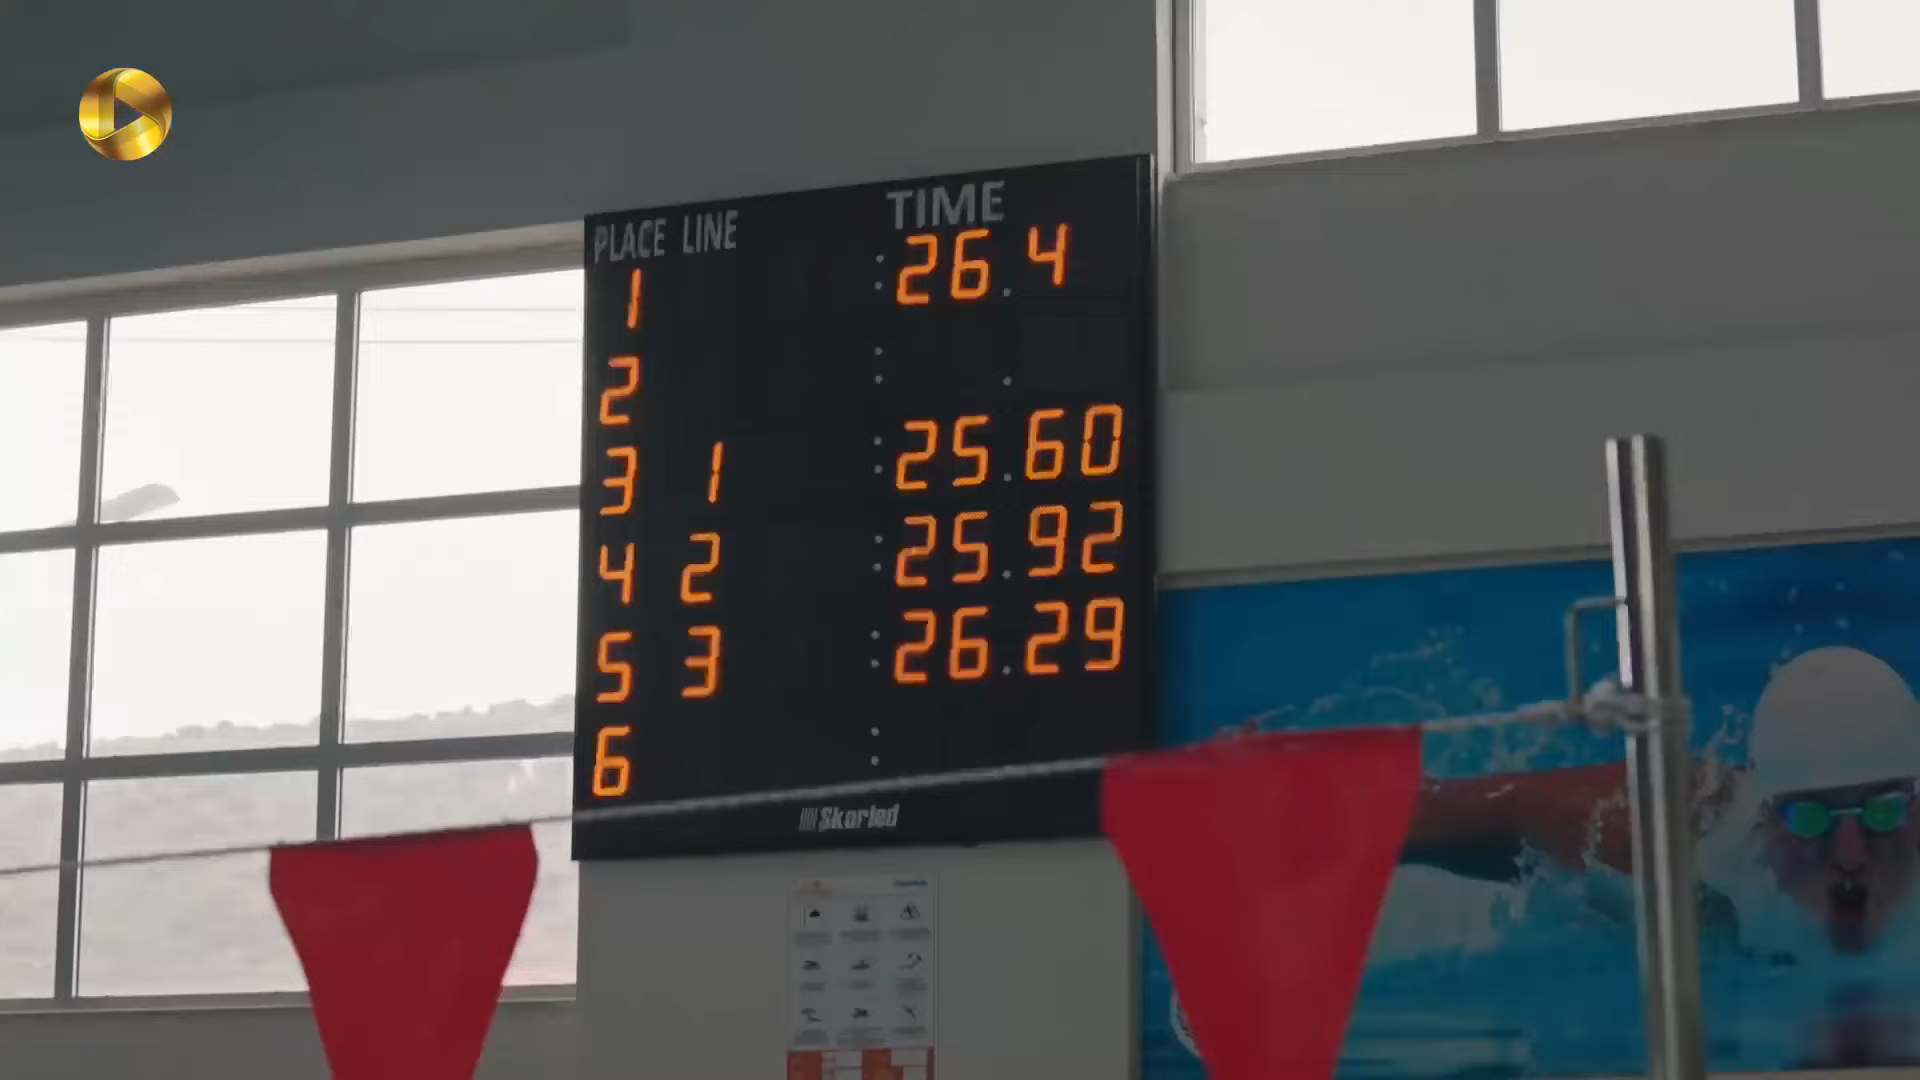 PLACE LINE TIME
1 :26.4
2 : .
3 1 :25.60
4 2 :25.92
5 3 :26.29
6 :
Skorled